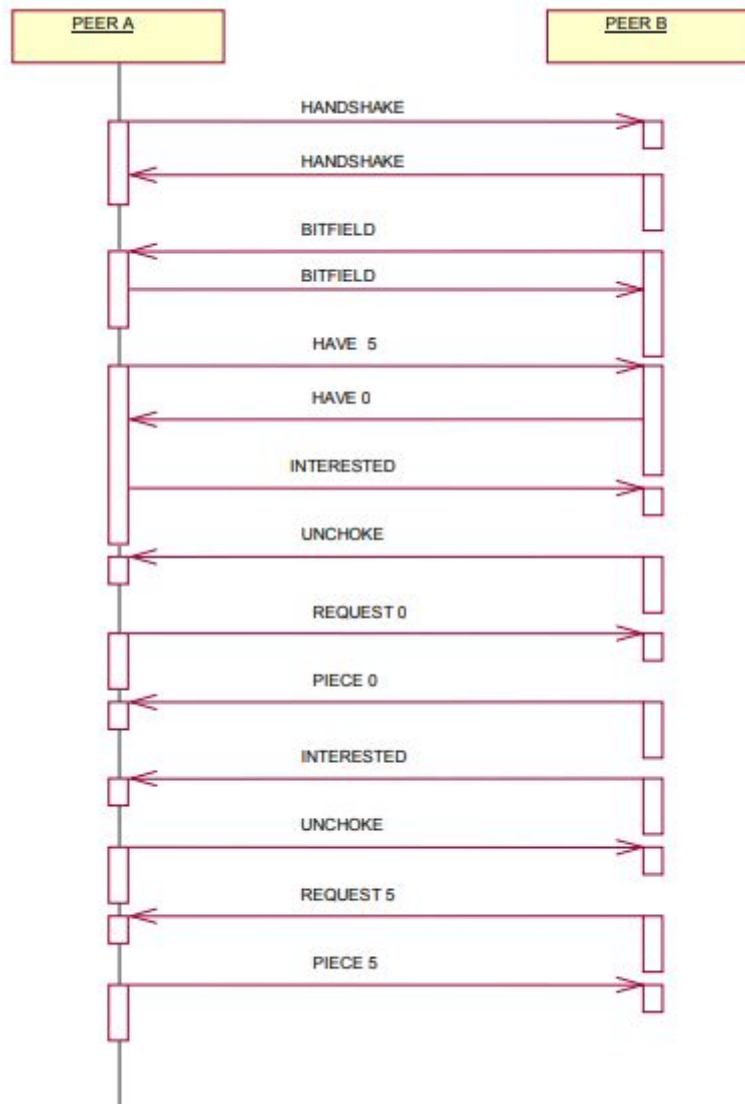 PEER A
PEER B
HANDSHAKE
HANDSHAKE
BITFIELD
BITFIELD
HAVE 5
HAVE 0
INTERESTED
UNCHOKE
REQUEST 0
PIECE 0
INTERESTED
UNCHOKE
REQUEST 5
PIECE 5